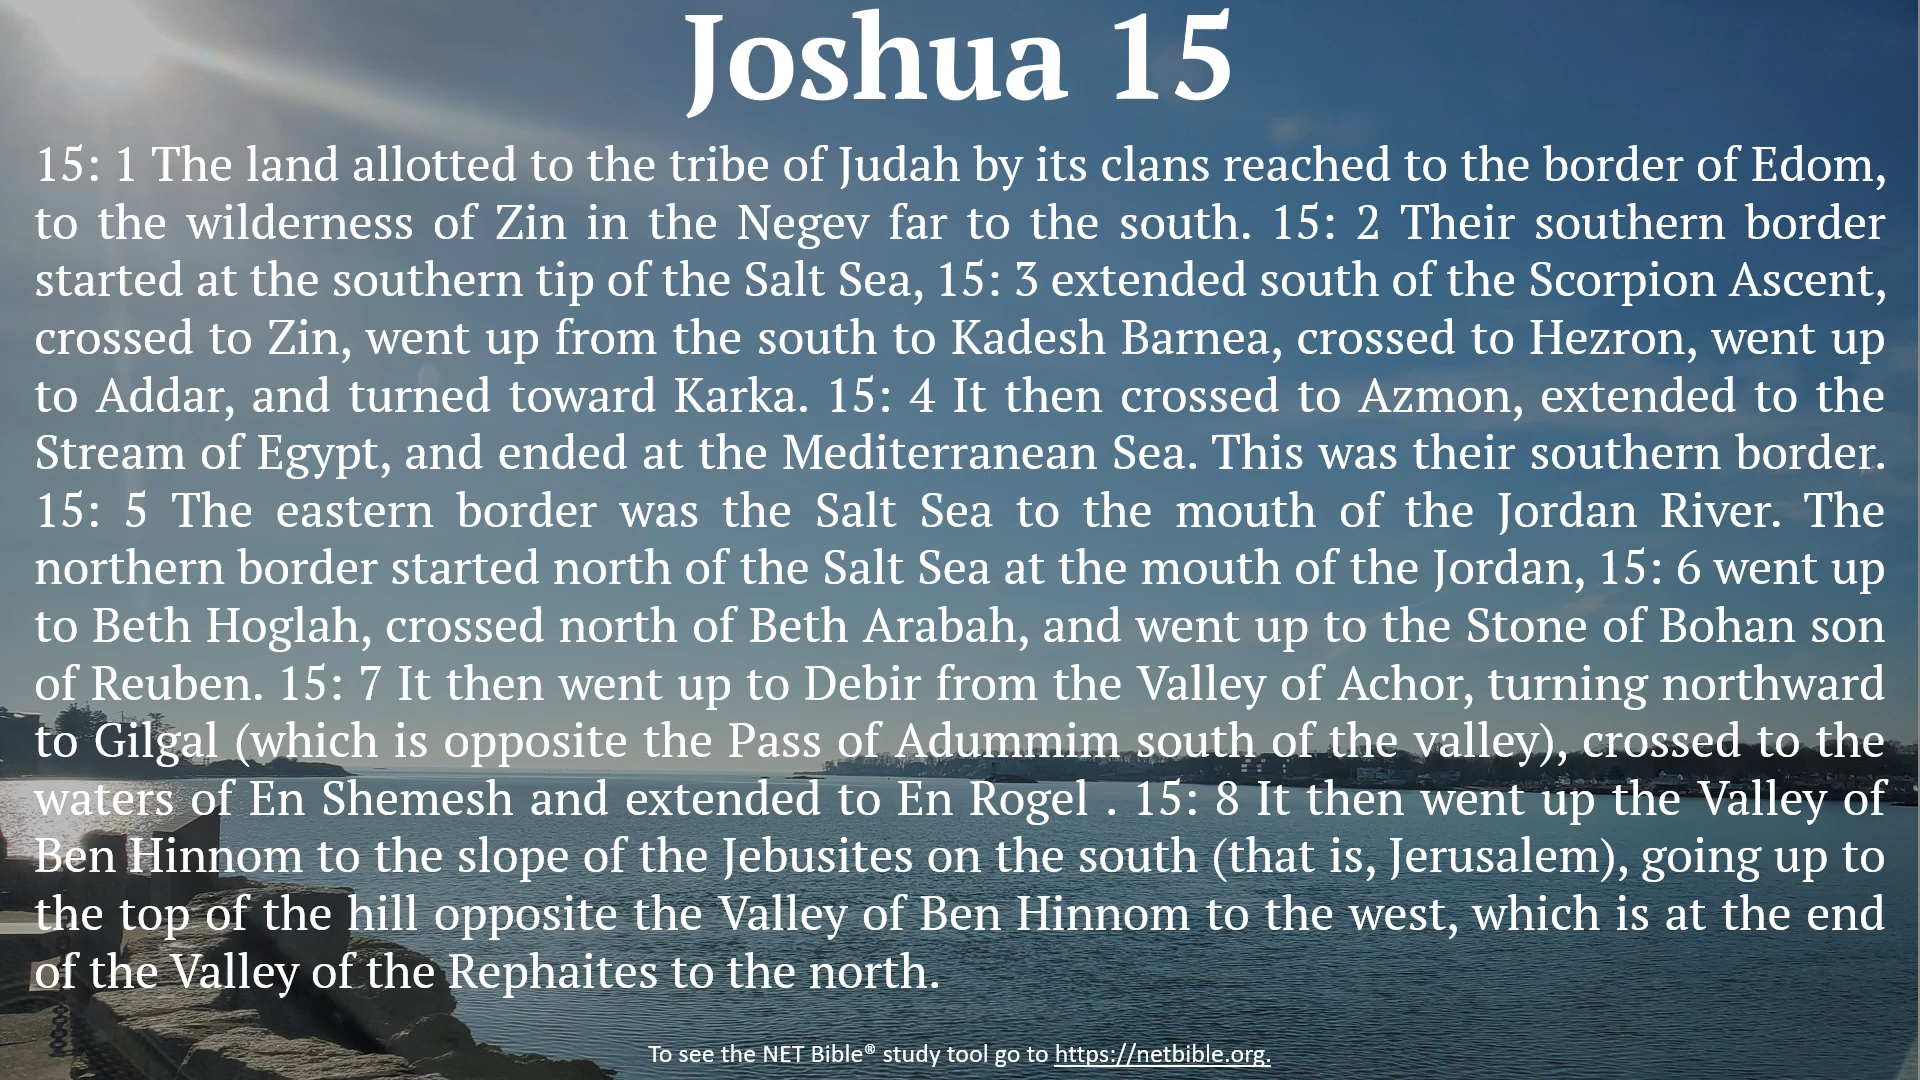 Joshua 15
15: 1 The land allotted to the tribe of Judah by its clans reached to the border of Edom,
to the wilderness of Zin in the Negev far to the south. 15: 2 Their southern border
started at the southern tip of the Salt Sea, 15: 3 extended south of the Scorpion Ascent,
crossed to Zin, went up from the south to Kadesh Barnea, crossed to Hezron, went up
to Addar, and turned toward Karka. 15: 4 It then crossed to Azmon, extended to the
Stream of Egypt, and ended at the Mediterranean Sea. This was their southern border.
15: 5 The eastern border was the Salt Sea to the mouth of the Jordan River. The
northern border started north of the Salt Sea at the mouth of the Jordan, 15: 6 went up
to Beth Hoglah, crossed north of Beth Arabah, and went up to the Stone of Bohan son
of Reuben. 15: 7 It then went up to Debir from the Valley of Achor, turning northward
to Gilgal (which is opposite the Pass of Adummim south of the valley), crossed to the
waters of En Shemesh and extended to En Rogel . 15: 8 It then went up the Valley of
Ben Hinnom to the slope of the Jebusites on the south (that is, Jerusalem), going up to
the top of the hill opposite the Valley of Ben Hinnom to the west, which is at the end
of the Valley of the Rephaites to the north.
To see the NET Bible® study tool go to https://netbible.org.